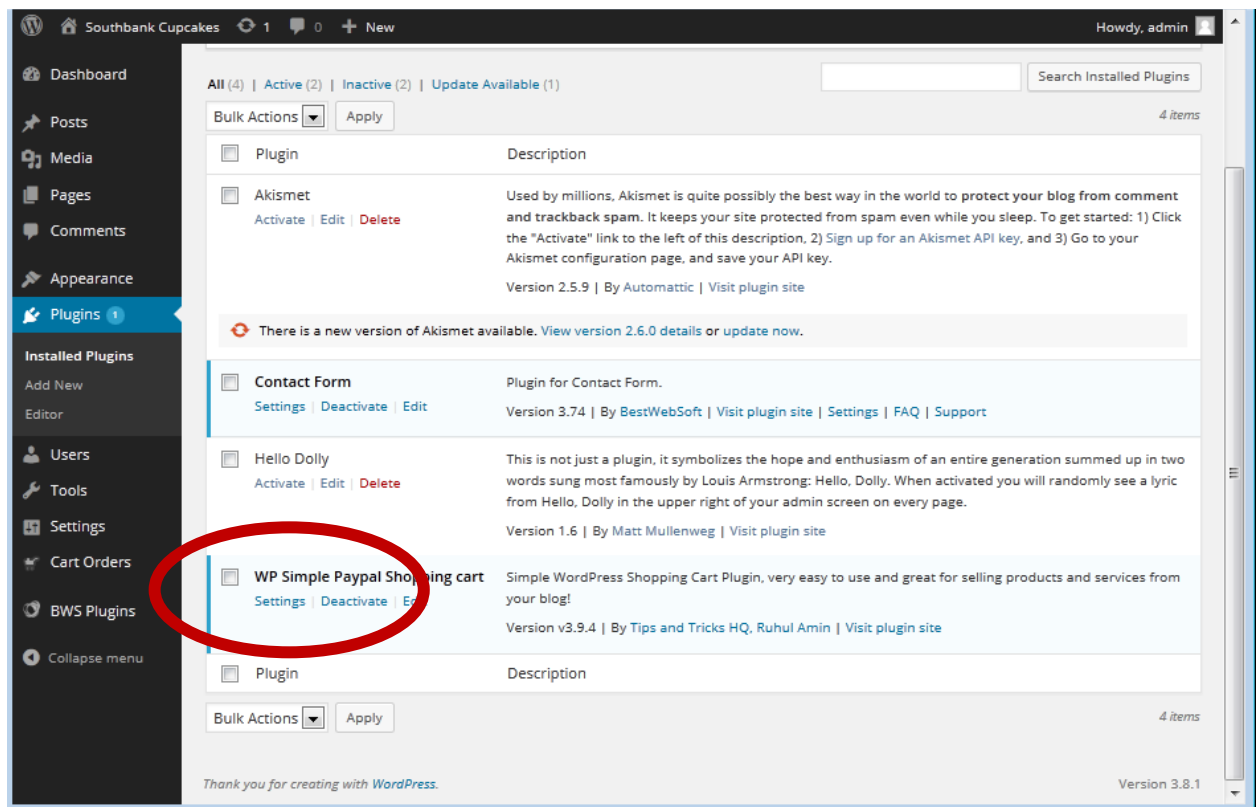 Southbank Cupcakes 1 0 + New Howdy, admin
Dashboard
Posts
Media
Pages
Comments
Appearance
Plugins 1
Installed Plugins
Add New
Editor
Users
Tools
Settings
Cart Orders
BWS Plugins
Collapse menu
All (4) | Active (2) | Inactive (2) | Update Available (1)
Search Installed Plugins
Bulk Actions Apply 4 items
Plugin Description
Akismet
Activate | Edit | Delete
Used by millions, Akismet is quite possibly the best way in the world to protect your blog from comment
and trackback spam. It keeps your site protected from spam even while you sleep. To get started: 1) Click
the "Activate" link to the left of this description, 2) Sign up for an Akismet API key, and 3) Go to your
Akismet configuration page, and save your API key.
Version 2.5.9 | By Automattic | Visit plugin site
There is a new version of Akismet available. View version 2.6.0 details or update now.
Contact Form
Settings | Deactivate | Edit
Plugin for Contact Form.
Version 3.74 | By BestWebSoft | Visit plugin site | Settings | FAQ | Support
Hello Dolly
Activate | Edit | Delete
This is not just a plugin, it symbolizes the hope and enthusiasm of an entire generation summed up in two
words sung most famously by Louis Armstrong: Hello, Dolly. When activated you will randomly see a lyric
from Hello, Dolly in the upper right of your admin screen on every page.
Version 1.6 | By Matt Mullenweg | Visit plugin site
WP Simple Paypal Shopping cart
Settings | Deactivate |
Simple WordPress Shopping Cart Plugin, very easy to use and great for selling products and services from
your blog!
Version v3.9.4 | By Tips and Tricks HQ, Ruhul Amin | Visit plugin site
Plugin Description
Bulk Actions Apply 4 items
Thank you for creating with WordPress. Version 3.8.1